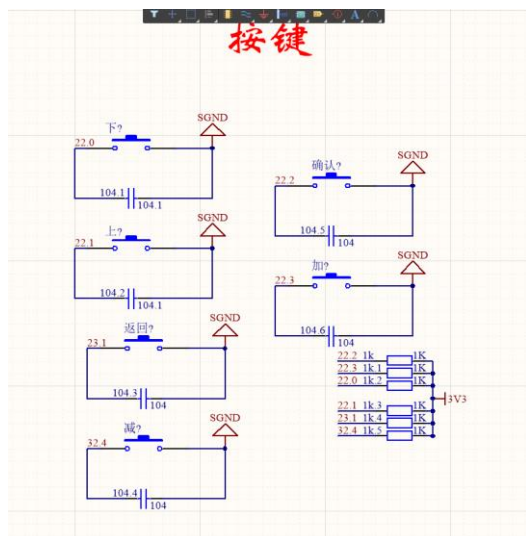 按键
下?
SGND
22.0
104.1
104.1
上?
SGND
22.1
104.2
104.1
返回?
SGND
23.1
104.3
104
减?
SGND
32.4
104.4
104
确认?
SGND
22.2
104.5
104
加?
SGND
22.3
104.6
104
22.2 1k 1K
22.3 1k.1 1K
22.0 1k.2 1K
3V3
22.1 1k.3 1K
23.1 1k.4 1K
32.4 1k.5 1K